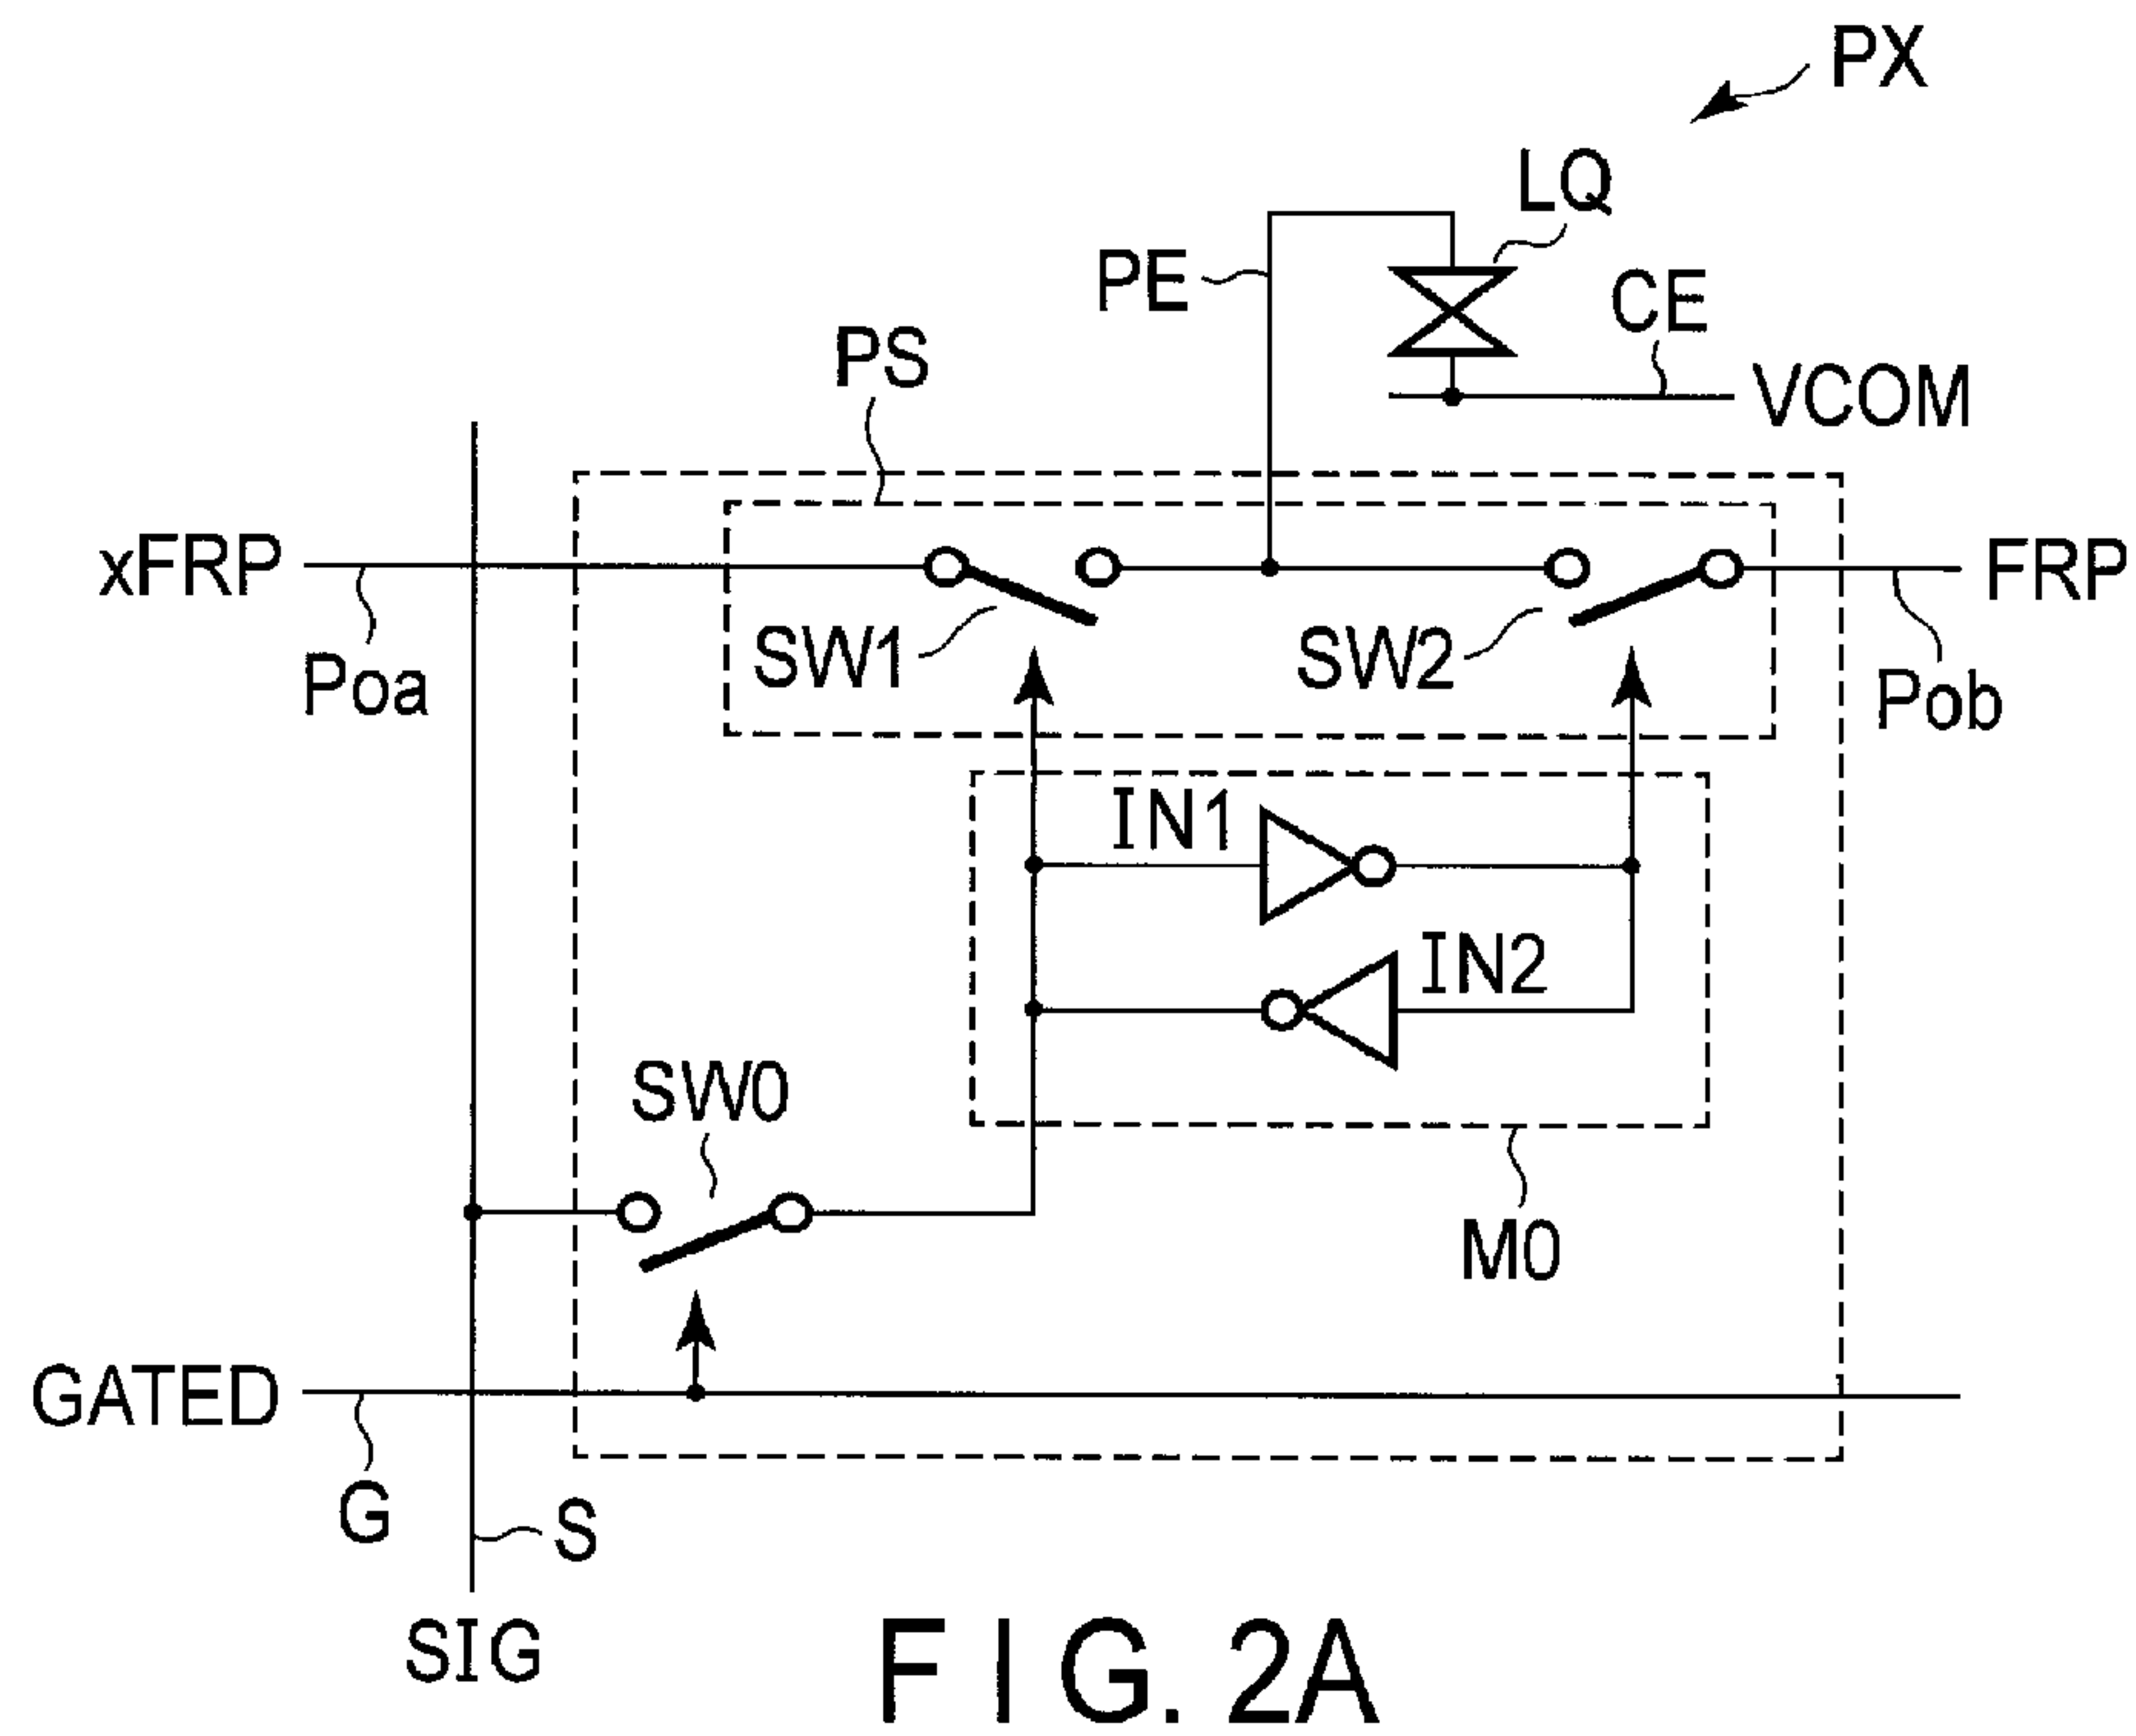 PX
LQ
PE
CE
PS
VCOM
xFRP
FRP
SW1
SW2
Poa
Pob
IN1
IN2
SW0
M0
GATED
G
S
SIG
FIG. 2A